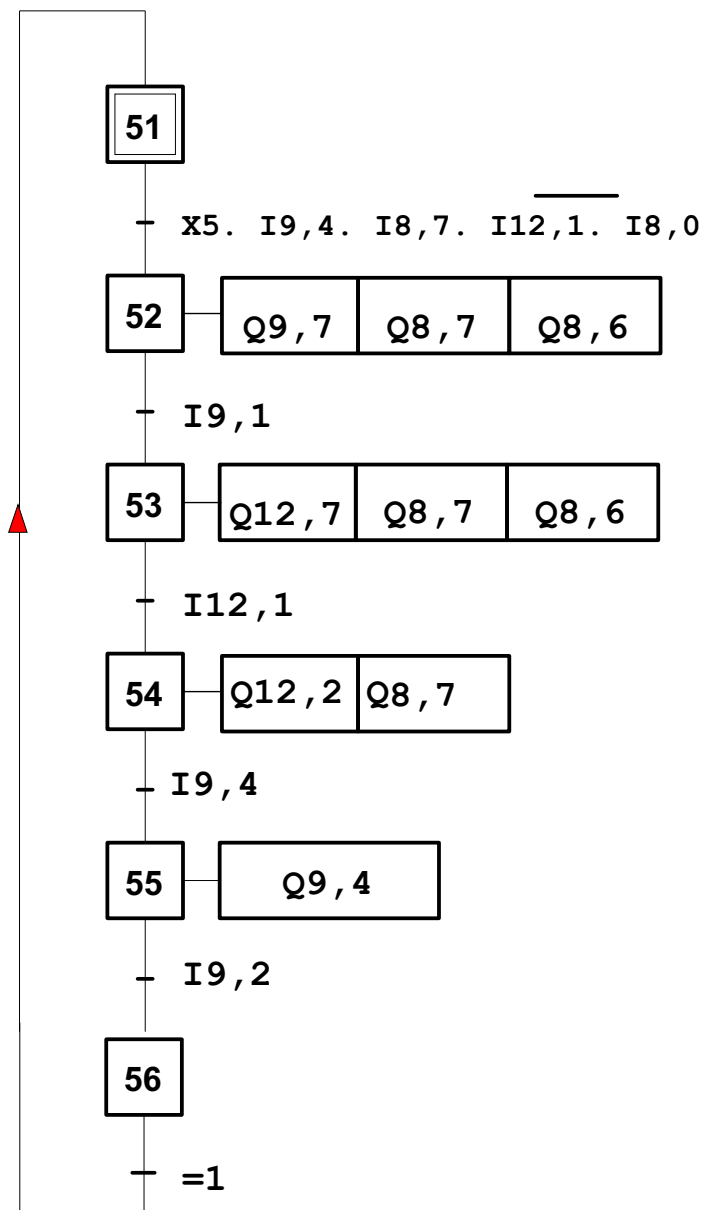 51
X5. I9,4. I8,7. I12,1. I8,0
52 Q9,7 Q8,7 Q8,6
I9,1
53 Q12,7 Q8,7 Q8,6
I12,1
54 Q12,2 Q8,7
I9,4
55 Q9,4
I9,2
56
=1